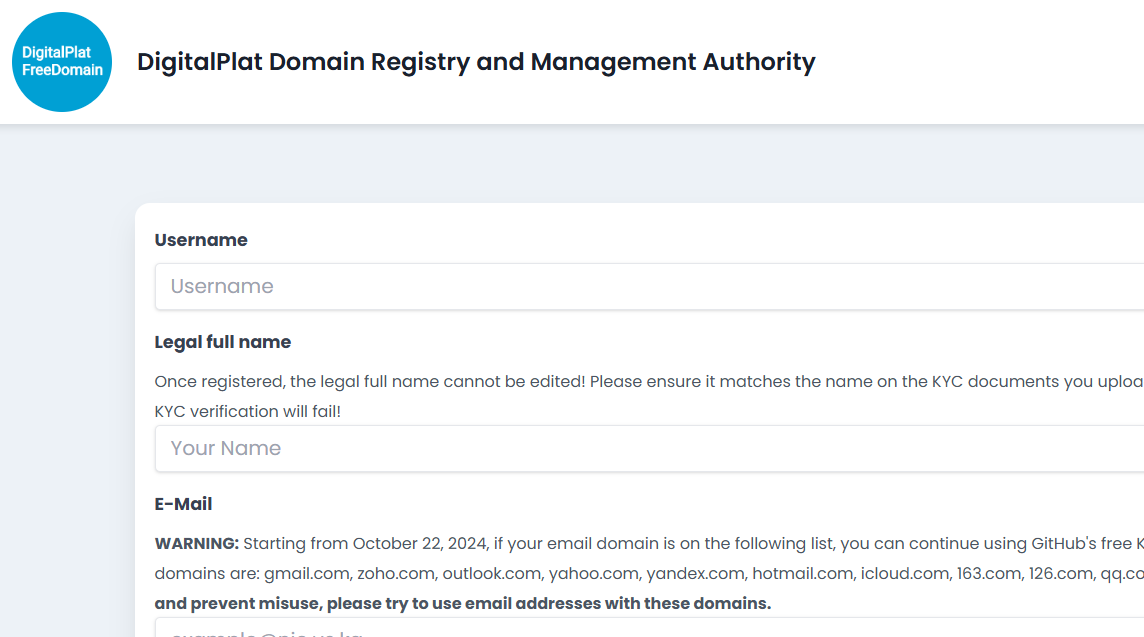 DigitalPlat
FreeDomain
DigitalPlat Domain Registry and Management Authority
Username
Username
Legal full name
Once registered, the legal full name cannot be edited! Please ensure it matches the name on the KYC documents you uploa
KYC verification will fail!
Your Name
E-Mail
WARNING: Starting from October 22, 2024, if your email domain is on the following list, you can continue using GitHub's free K
domains are: gmail.com, zoho.com, outlook.com, yahoo.com, yandex.com, hotmail.com, icloud.com, 163.com, 126.com, qq.co
and prevent misuse, please try to use email addresses with these domains.